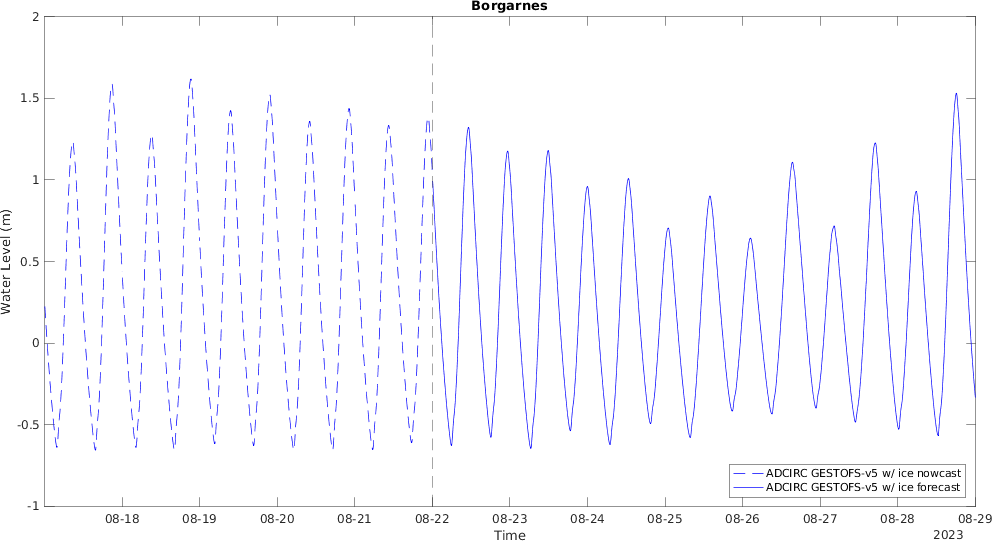 Borgarnes
2
1.5
1
0.5
0
-0.5
-1
Water Level (m)
08-18 08-19 08-20 08-21 08-22 08-23 08-24 08-25 08-26 08-27 08-28 08-29
Time
2023
ADCIRC GESTOFS-v5 w/ ice nowcast
ADCIRC GESTOFS-v5 w/ ice forecast